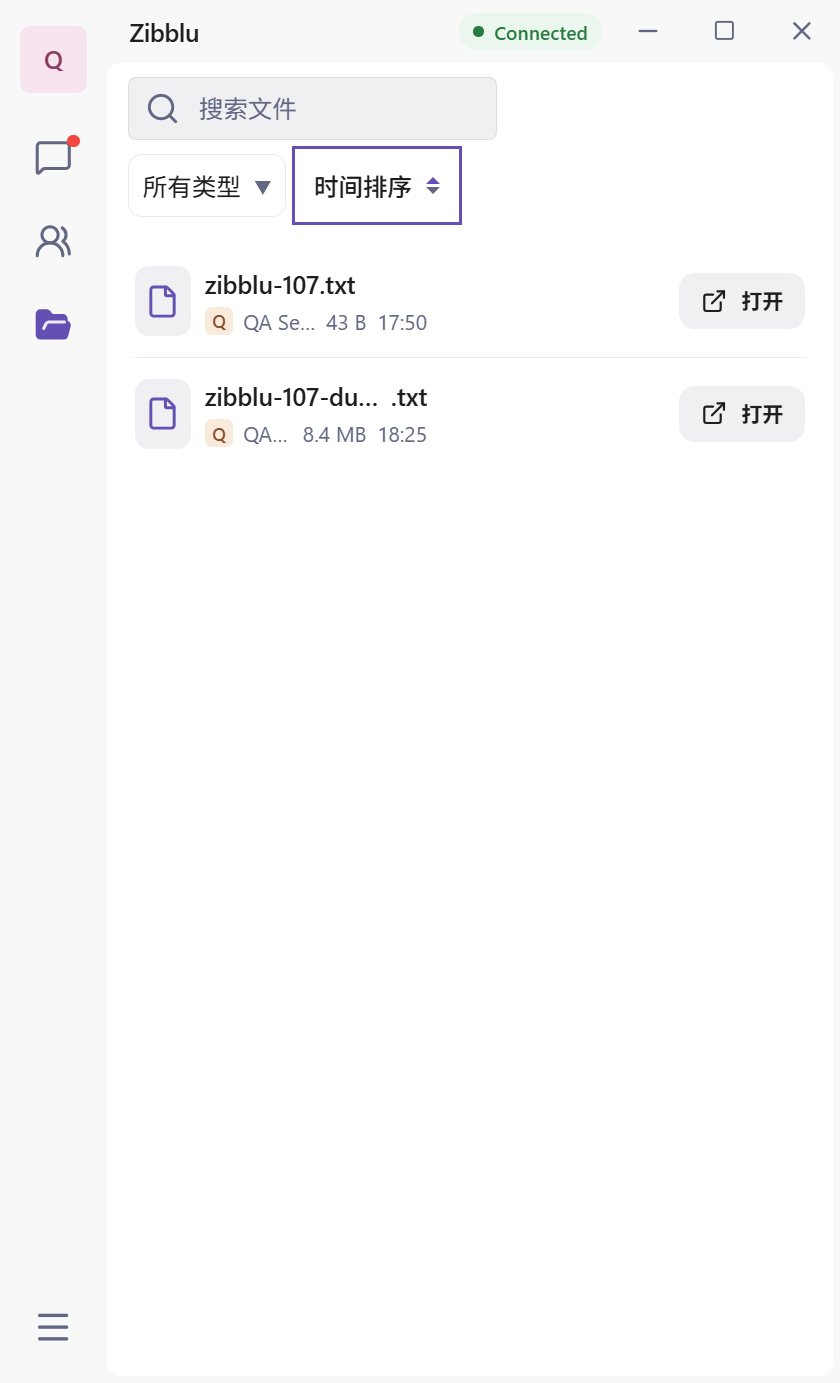 Q
Zibblu
Connected
搜索文件
所有类型
时间排序
zibblu-107.txt
Q QA Se... 43 B 17:50
打开
zibblu-107-du... .txt
Q QA... 8.4 MB 18:25
打开